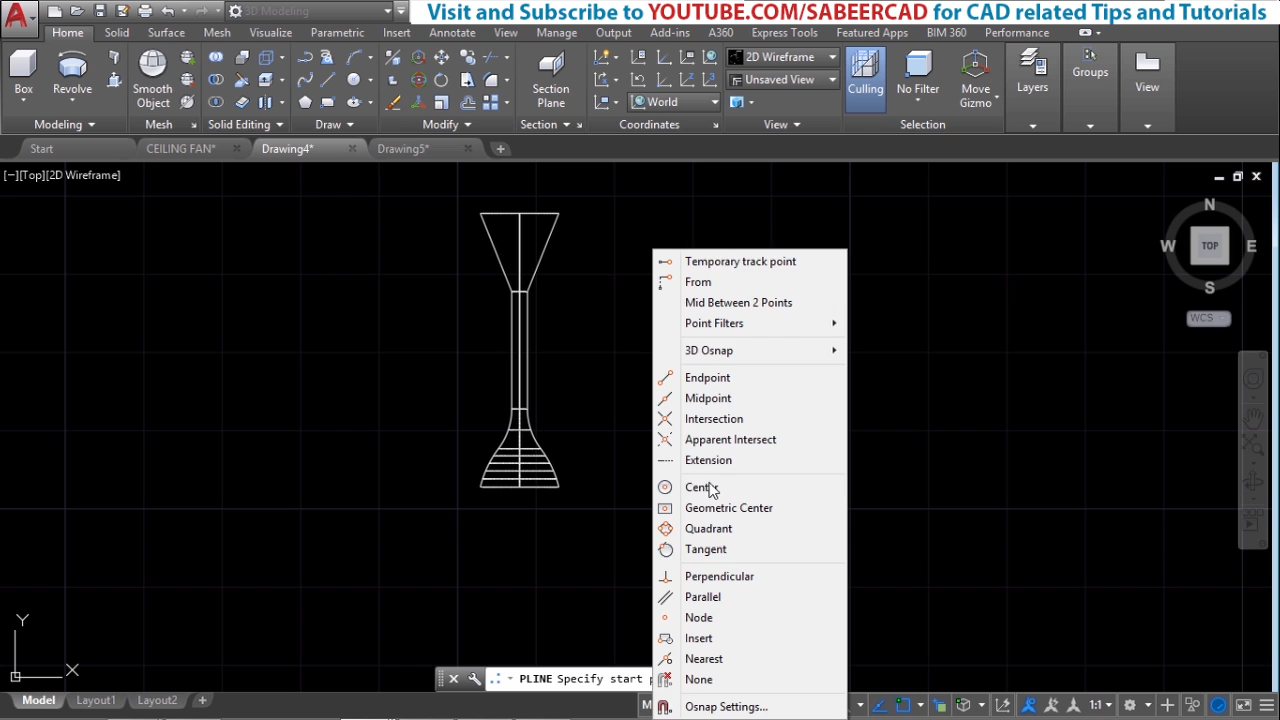 3D Modeling
Visit and Subscribe to YOUTUBE.COM/SABEERCAD for CAD related Tips and Tutorials
Home Solid Surface Mesh Visualize Parametric Insert Annotate View Manage Output Add-ins A360 Express Tools Featured Apps BIM 360 Performance
2D Wireframe
Unsaved View
World
Box Revolve Smooth Object Section Plane Culling No Filter Move Gizmo Layers Groups View
Modeling Mesh Solid Editing Draw Modify Section Coordinates View Selection
Start CEILING FAN* Drawing4* Drawing5*
[−][Top][2D Wireframe]
N
W TOP E
S
WCS
Temporary track point
From
Mid Between 2 Points
Point Filters
3D Osnap
Endpoint
Midpoint
Intersection
Apparent Intersect
Extension
Center
Geometric Center
Quadrant
Tangent
Perpendicular
Parallel
Node
Insert
Nearest
None
Osnap Settings...
Y
X
PLINE Specify start
Model Layout1 Layout2
1:1